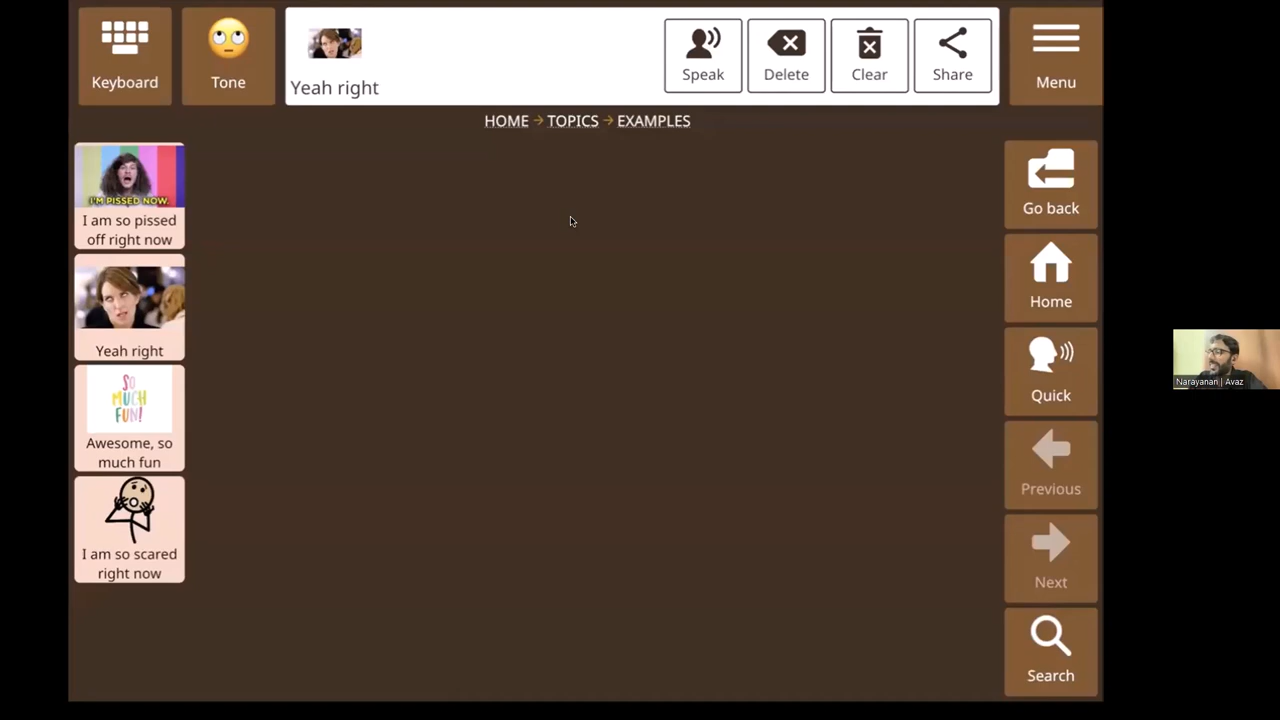 Keyboard
Tone
Yeah right
Speak
Delete
Clear
Share
Menu
HOME → TOPICS → EXAMPLES
I'M PISSED NOW.
I am so pissed
off right now
Yeah right
SO
MUCH
FUN!
Awesome, so
much fun
I am so scared
right now
Go back
Home
Quick
Previous
Next
Search
Narayanan | Avaz